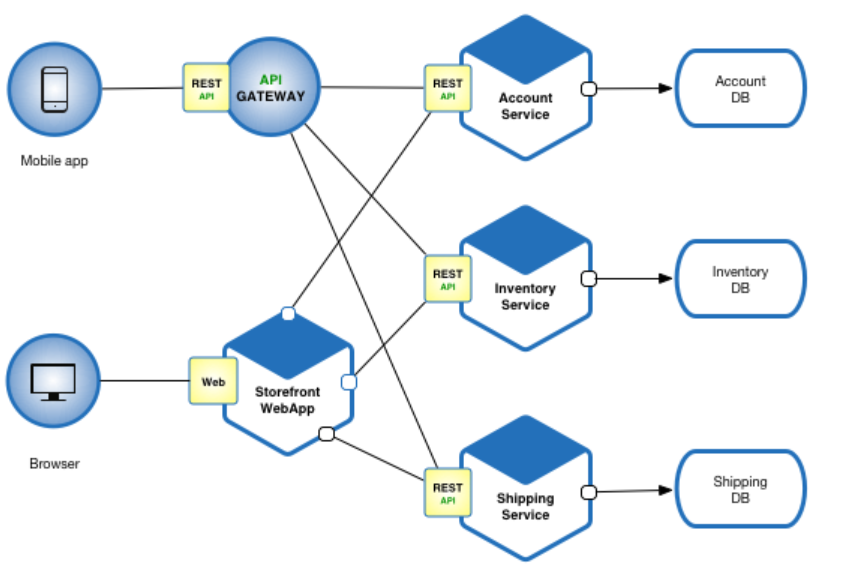 REST
API
API
GATEWAY
REST
API
Account
Service
Account
DB
Mobile app
REST
API
Inventory
Service
Inventory
DB
Web
Storefront
WebApp
Browser
REST
API
Shipping
Service
Shipping
DB